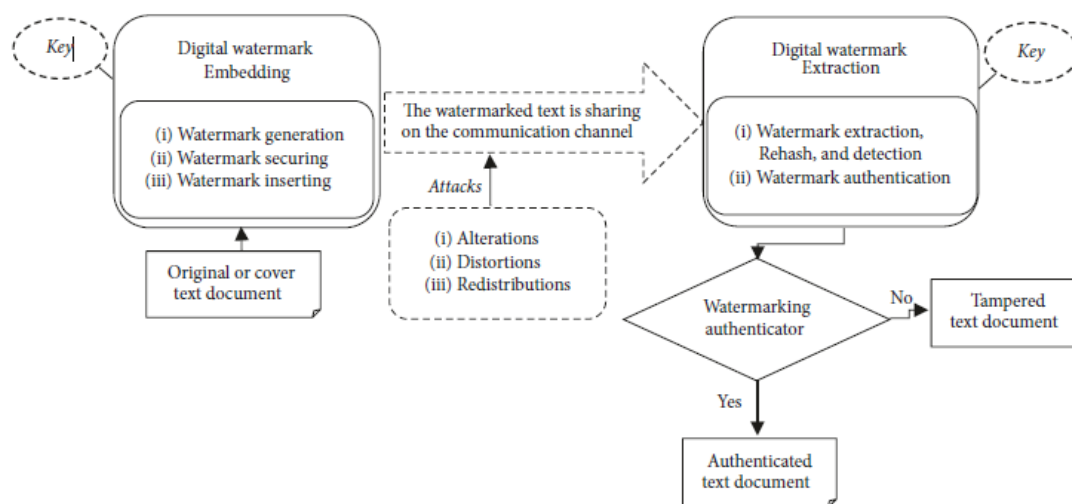 Key
Digital watermark
Embedding
(i) Watermark generation
(ii) Watermark securing
(iii) Watermark inserting
Original or cover
text document
The watermarked text is sharing
on the communication channel
Attacks
(i) Alterations
(ii) Distortions
(iii) Redistributions
Digital watermark
Extraction
Key
(i) Watermark extraction,
Rehash, and detection
(ii) Watermark authentication
Watermarking
authenticator
No
Tampered
text document
Yes
Authenticated
text document